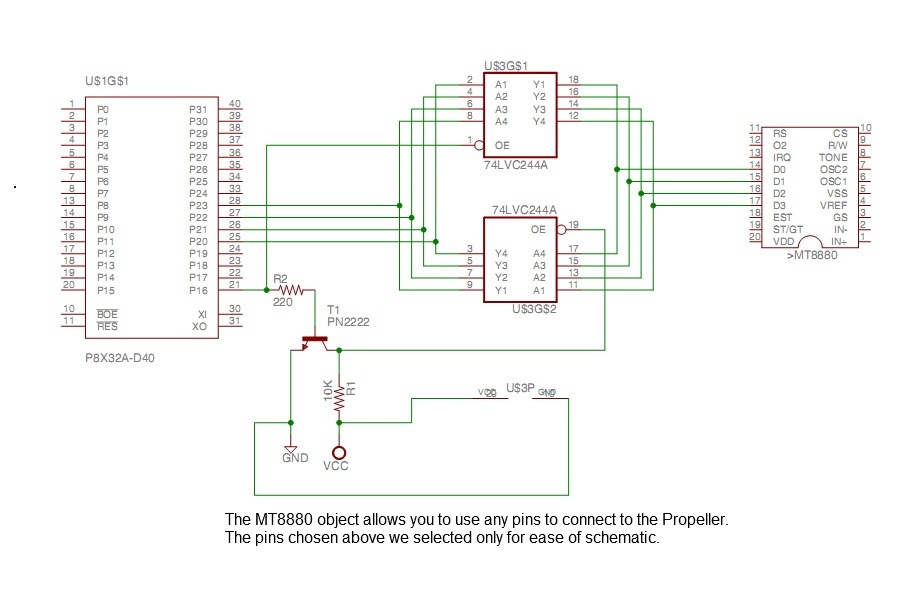 U$1G$1
1 P0 P31 40
2 P1 P30 39
3 P2 P29 38
4 P3 P28 37
5 P4 P27 36
6 P5 P26 35
7 P6 P25 34
8 P7 P24 33
13 P8 P23 28
14 P9 P22 27
15 P10 P21 26
16 P11 P20 25
17 P12 P19 24
18 P13 P18 23
19 P14 P17 22
20 P15 P16 21
10 BOE XI 30
11 RES XO 31
P8X32A-D40
U$3G$1
2 A1 Y1 18
4 A2 Y2 16
6 A3 Y3 14
8 A4 Y4 12
1 OE
74LVC244A
74LVC244A
OE 19
3 Y4 A4 17
5 Y3 A3 15
7 Y2 A2 13
9 Y1 A1 11
U$3G$2
11 RS CS 10
12 O2 R/W 9
13 IRQ TONE 8
14 D0 OSC2 7
15 D1 OSC1 6
16 D2 VSS 5
17 D3 VREF 4
18 EST GS 3
19 ST/GT IN- 2
20 VDD IN+ 1
>MT8880
R2
220
T1
PN2222
10K
R1
GND
VCC
U$3P
VCC 20
GND 10
The MT8880 object allows you to use any pins to connect to the Propeller.
The pins chosen above we selected only for ease of schematic.